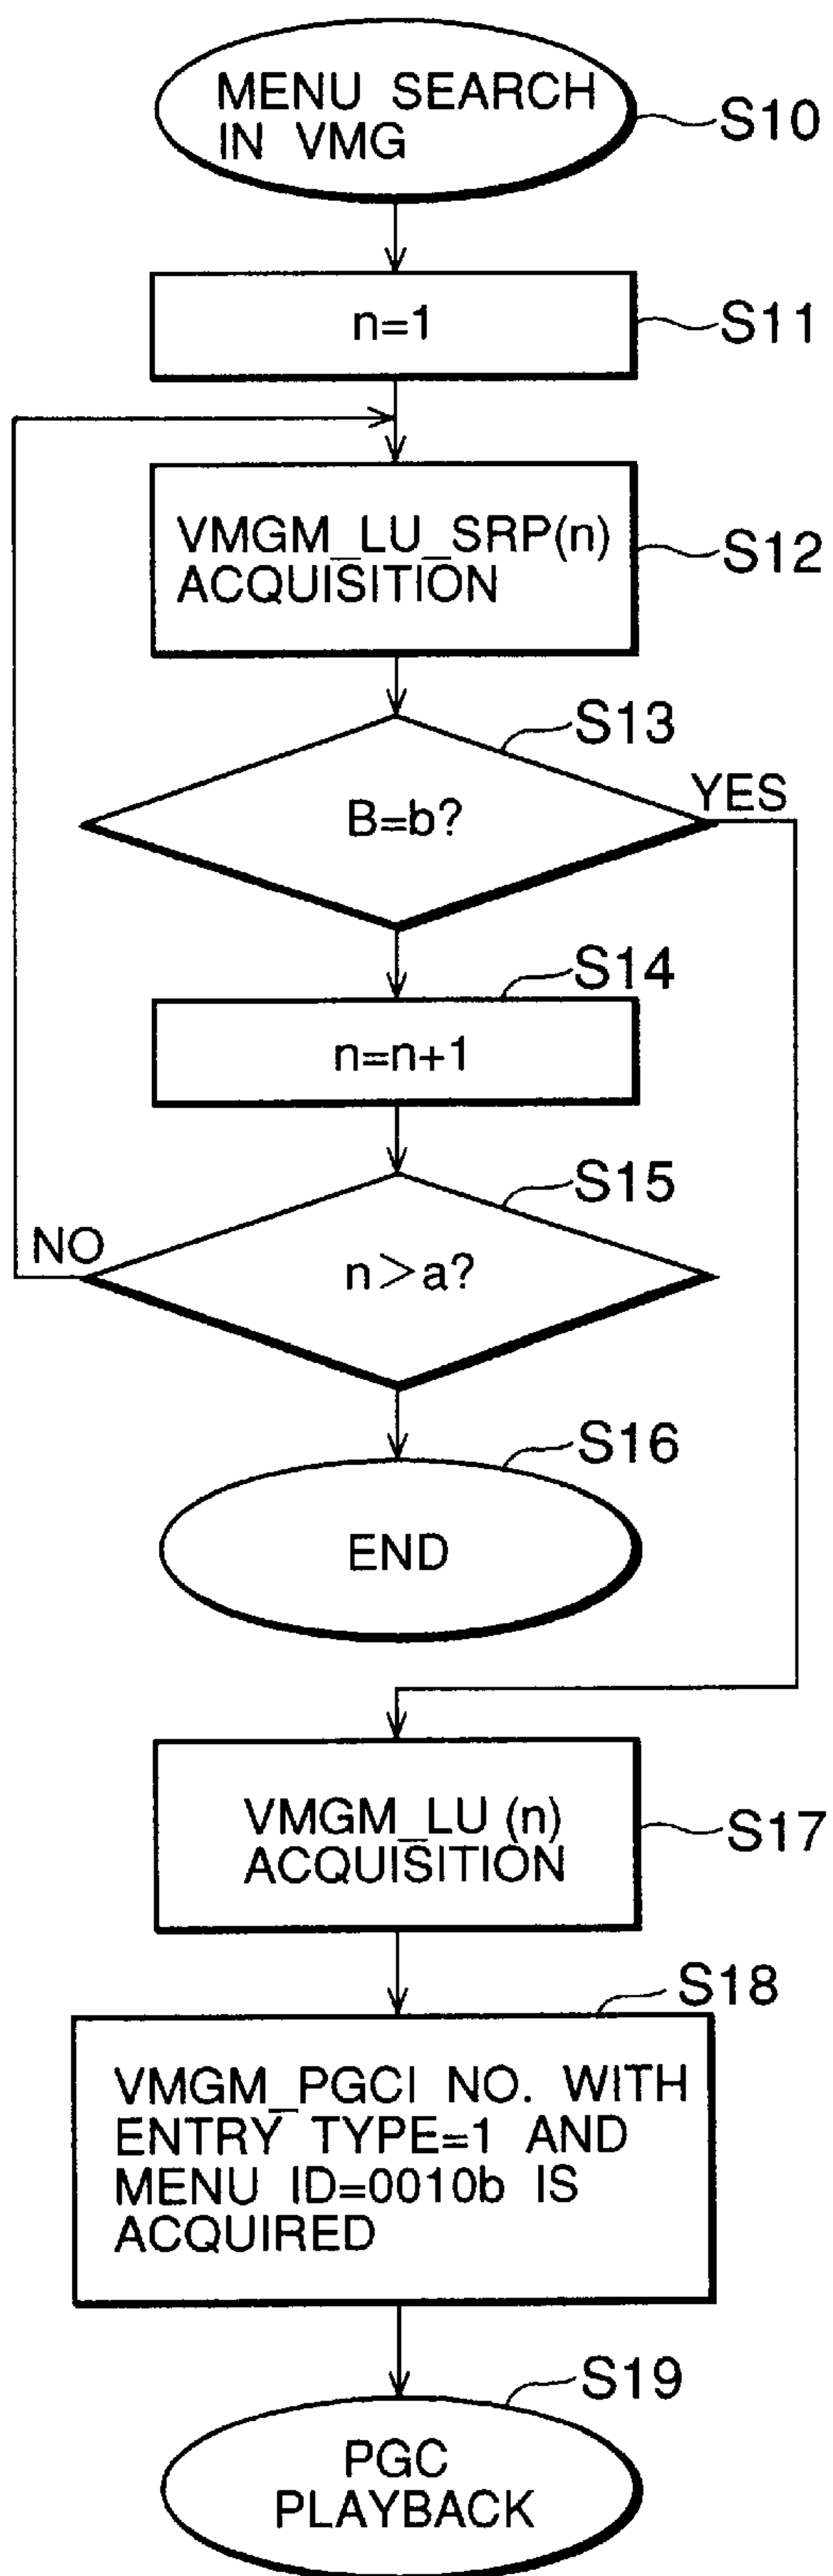 MENU SEARCH
IN VMG
S10
n=1
S11
VMGM_LU_SRP(n)
ACQUISITION
S12
S13
B=b?
YES
S14
n=n+1
S15
NO
n>a?
S16
END
VMGM_LU (n)
ACQUISITION
S17
S18
VMGM_PGCI NO. WITH
ENTRY TYPE=1 AND
MENU ID=0010b IS
ACQUIRED
S19
PGC
PLAYBACK